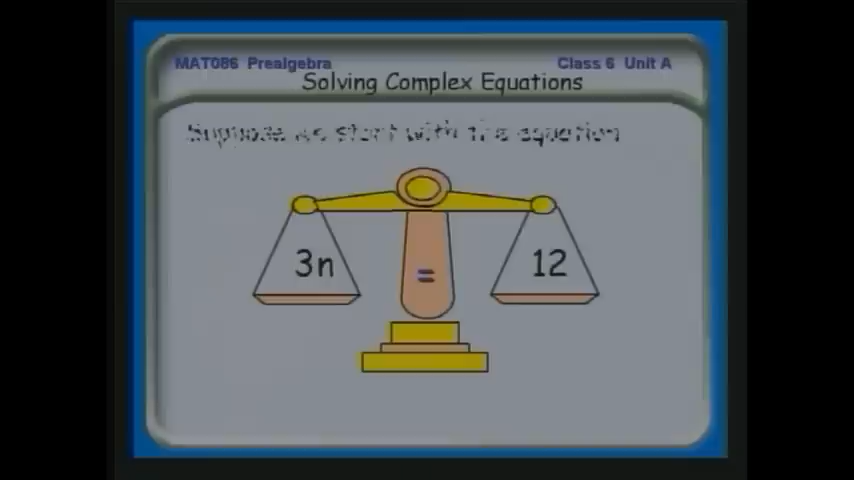 MAT086 Prealgebra Class 6 Unit A
Solving Complex Equations
Suppose we start with the equation
3n = 12